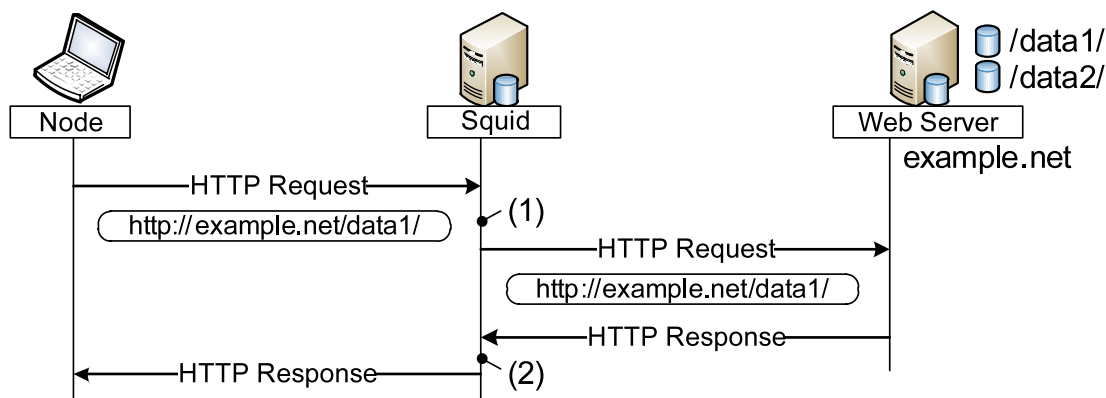 /data1/
/data2/
Node
Squid
Web Server
example.net
HTTP Request
http://example.net/data1/
(1)
HTTP Request
http://example.net/data1/
HTTP Response
(2)
HTTP Response